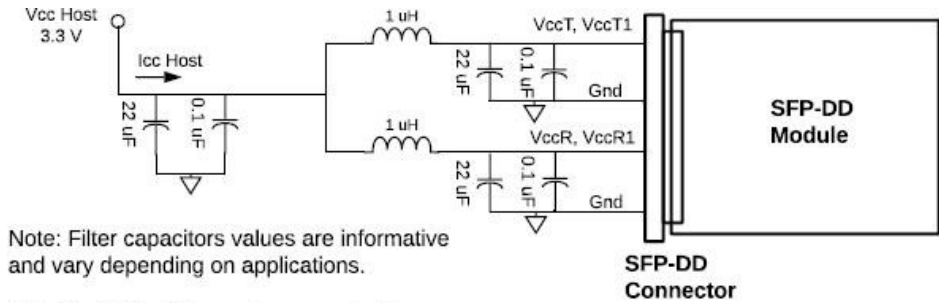 Vcc Host
3.3 V
Icc Host
22 uF
0.1 uF
1 uH
VccT, VccT1
22 uF
0.1 uF
Gnd
1 uH
VccR, VccR1
22 uF
0.1 uF
Gnd
SFP-DD
Module
SFP-DD
Connector
Note: Filter capacitors values are informative
and vary depending on applications.